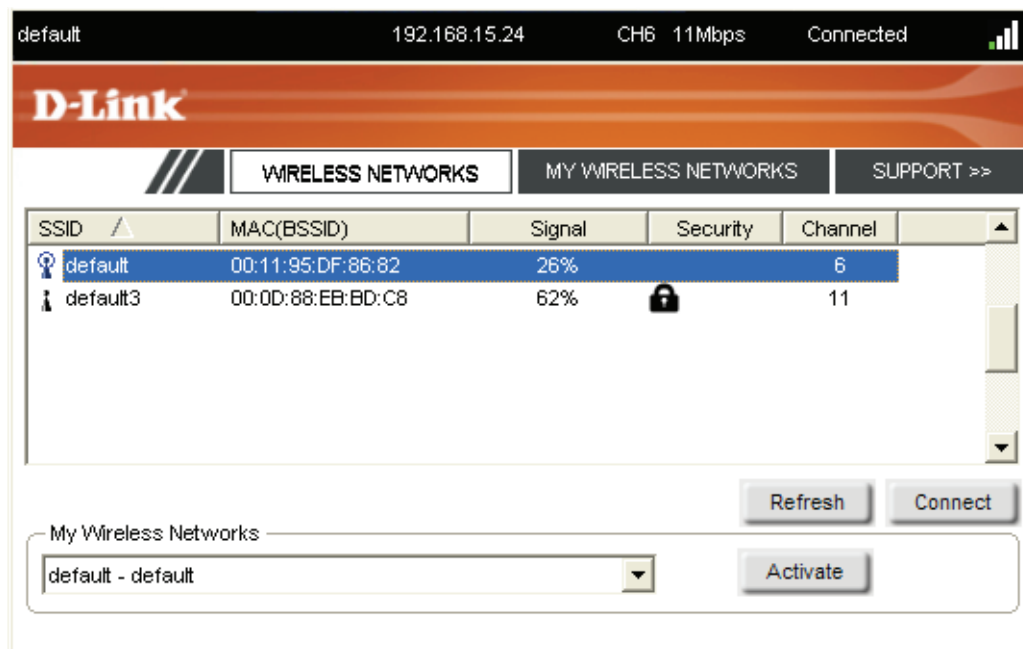 default 192.168.15.24 CH6 11Mbps Connected
D-Link
WIRELESS NETWORKS MY WIRELESS NETWORKS SUPPORT >>
SSID MAC(BSSID) Signal Security Channel
default 00:11:95:DF:86:82 26% 6
default3 00:0D:88:EB:BD:C8 62% 11
Refresh Connect
My Wireless Networks
default - default Activate